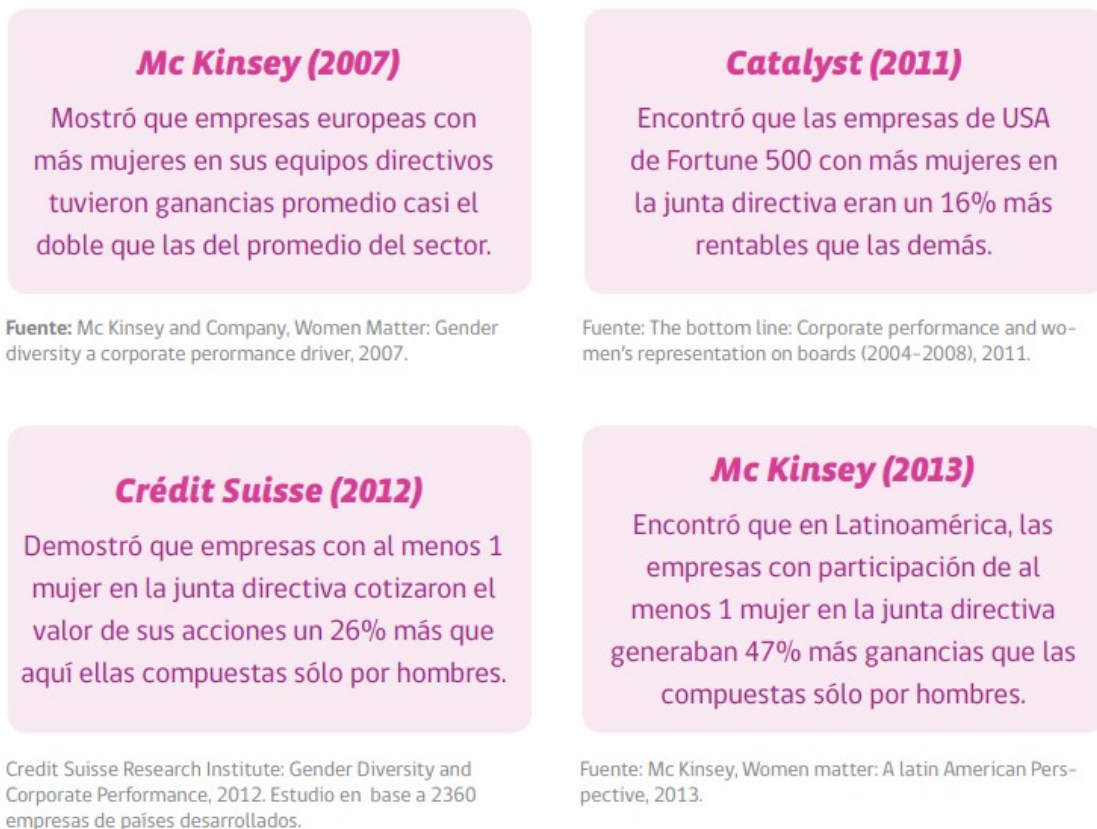 Mc Kinsey (2007)
Mostró que empresas europeas con
más mujeres en sus equipos directivos
tuvieron ganancias promedio casi el
doble que las del promedio del sector.
Fuente: Mc Kinsey and Company, Women Matter: Gender
diversity a corporate perormance driver, 2007.
Catalyst (2011)
Encontró que las empresas de USA
de Fortune 500 con más mujeres en
la junta directiva eran un 16% más
rentables que las demás.
Fuente: The bottom line: Corporate performance and wo-
men's representation on boards (2004-2008), 2011.
Crédit Suisse (2012)
Demostró que empresas con al menos 1
mujer en la junta directiva cotizaron el
valor de sus acciones un 26% más que
aquí ellas compuestas sólo por hombres.
Credit Suisse Research Institute: Gender Diversity and
Corporate Performance, 2012. Estudio en base a 2360
empresas de países desarrollados.
Mc Kinsey (2013)
Encontró que en Latinoamérica, las
empresas con participación de al
menos 1 mujer en la junta directiva
generaban 47% más ganancias que las
compuestas sólo por hombres.
Fuente: Mc Kinsey, Women matter: A latin American Pers-
pective, 2013.